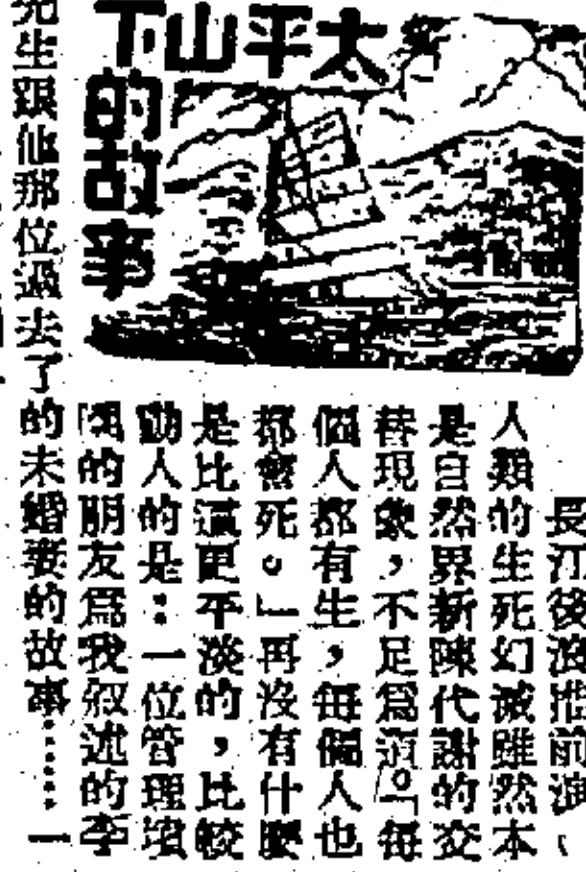 太平山下
的故事
長江後浪推前浪，
人類的生死幻滅雖然本
是自然界新陳代謝的交
替現象，不足爲道。「每
個人都有生，每個人也
都會死。」再沒有什麼
是比這更平淡的，比較
動人的是：一位管理墳
的朋友爲我叙述的李
先生跟他那位過去了的未婚妻的故事……一